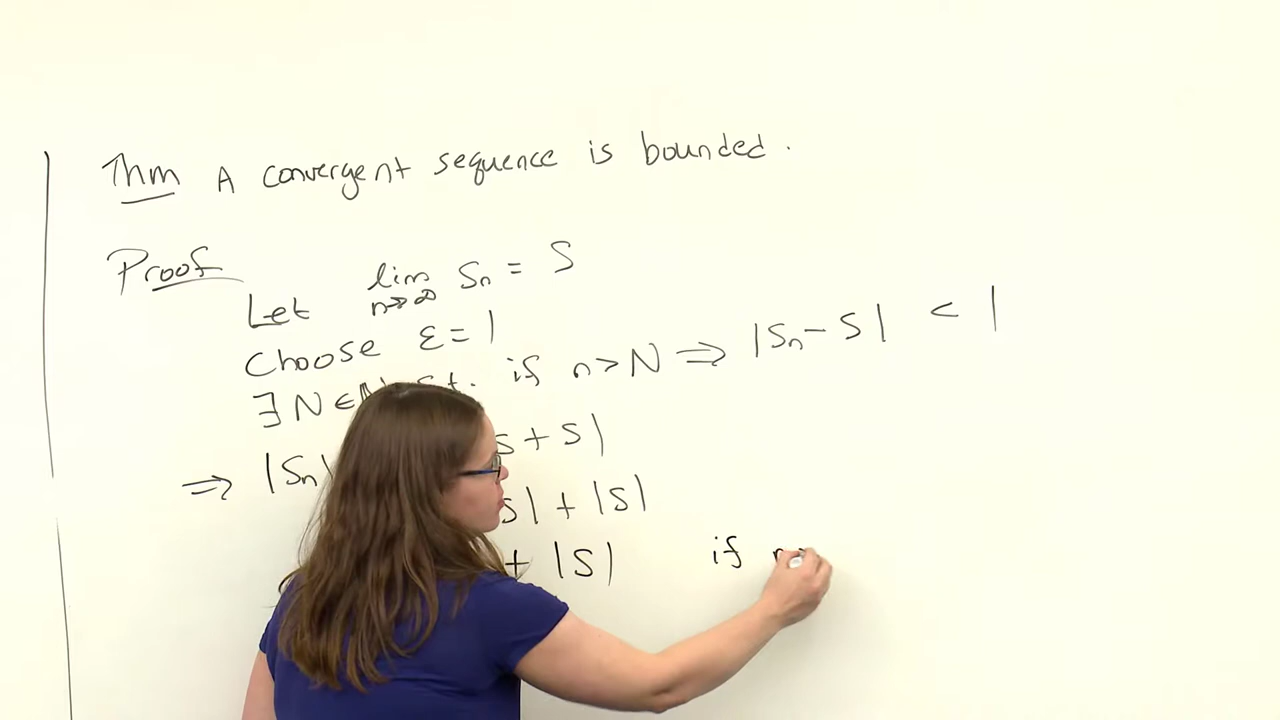 Thm A convergent sequence is bounded.
Proof
Let lim Sn = S
n→∞
Choose ε = 1
∃ N ∈ N s.t. if n > N ⇒ |Sn - S| < 1
⇒ |Sn| s + s|
s| + |s|
+ |s| if n>